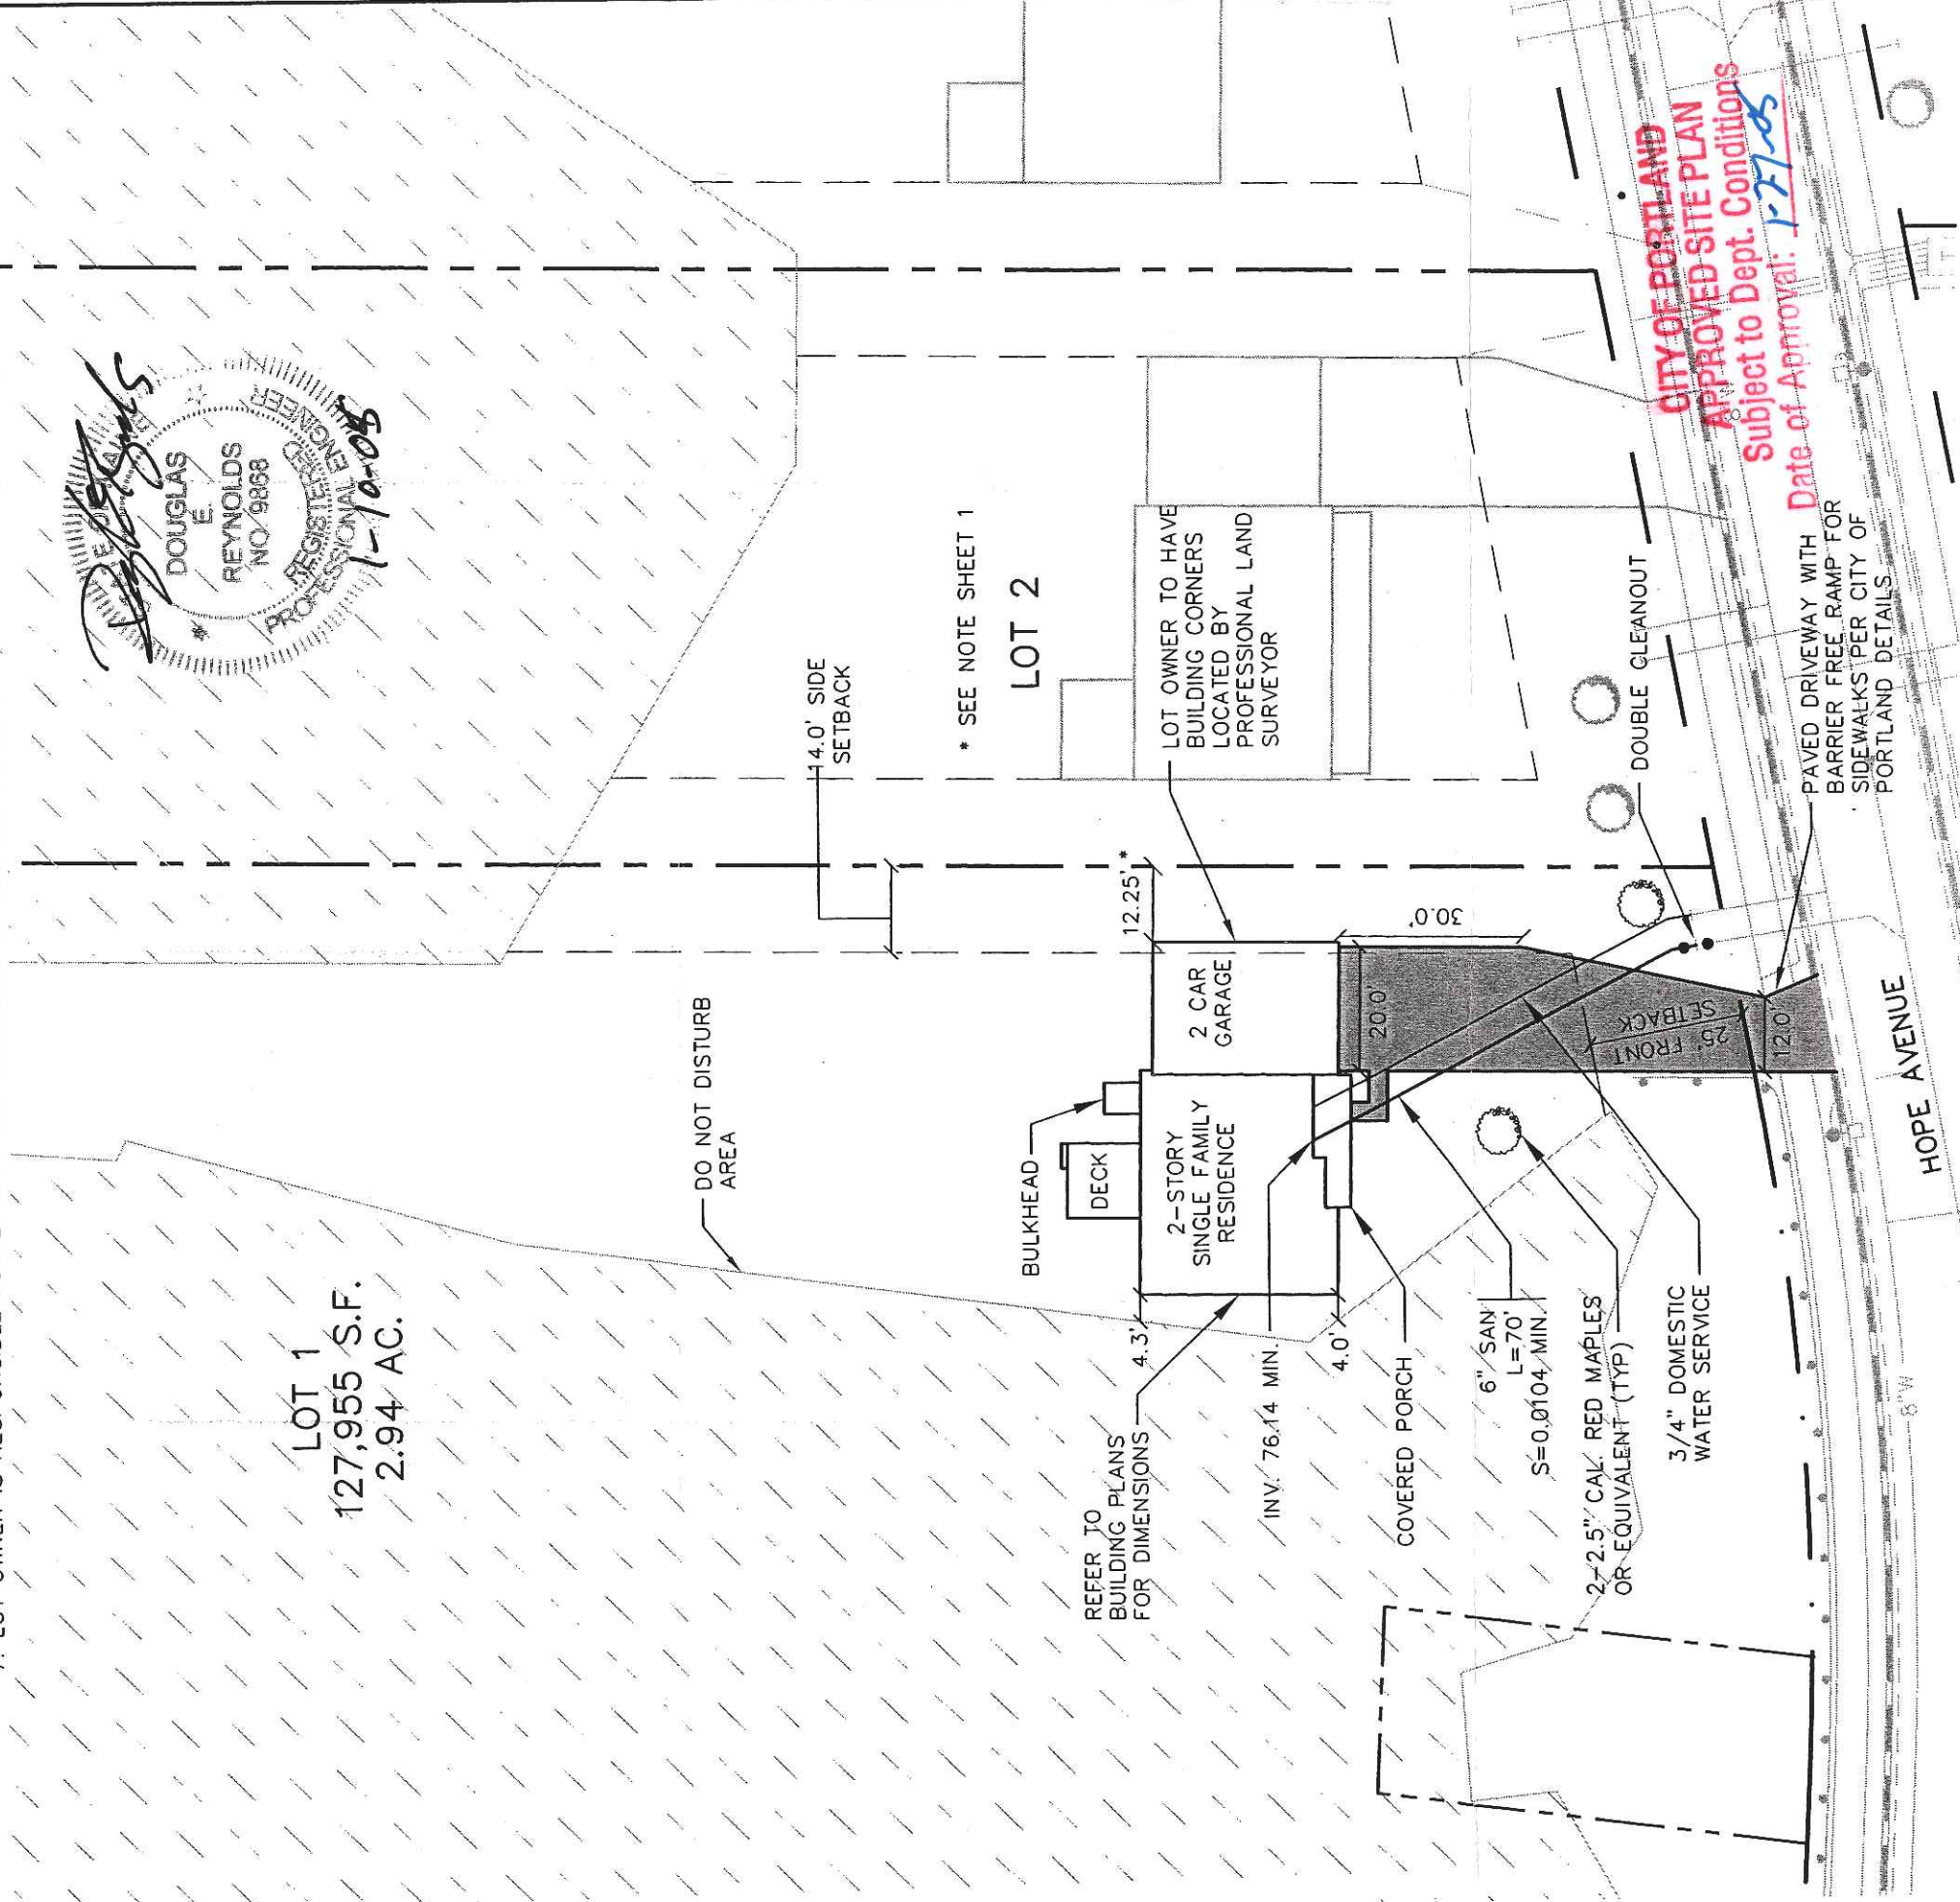 LOT 1
127,955 S.F.
2.94 AC.
DOUGLAS
E.
REYNOLDS
NO. 9868
REGISTERED
PROFESSIONAL ENGINEER
1-10-05
14.0' SIDE
SETBACK
* SEE NOTE SHEET 1
LOT 2
DO NOT DISTURB
AREA
12.25' *
LOT OWNER TO HAVE
BUILDING CORNERS
LOCATED BY
PROFESSIONAL LAND
SURVEYOR
BULKHEAD
DECK
2-STORY
SINGLE FAMILY
RESIDENCE
2 CAR
GARAGE
REFER TO
BUILDING PLANS
FOR DIMENSIONS
4.3'
4.0'
INV. 76.14 MIN.
COVERED PORCH
20.0'
30.0'
6" SAN
L=70'
S=0.0104 MIN.
2-2.5" CAL. RED MAPLES
OR EQUIVALENT (TYP)
3/4" DOMESTIC
WATER SERVICE
25' FRONT
SETBACK
12.0'
DOUBLE CLEANOUT
PAVED DRIVEWAY WITH
BARRIER FREE RAMP FOR
SIDEWALKS PER CITY OF
PORTLAND DETAILS
CITY OF PORTLAND
APPROVED SITE PLAN
Subject to Dept. Conditions
Date of Approval: 1-27-05
HOPE AVENUE
8"W